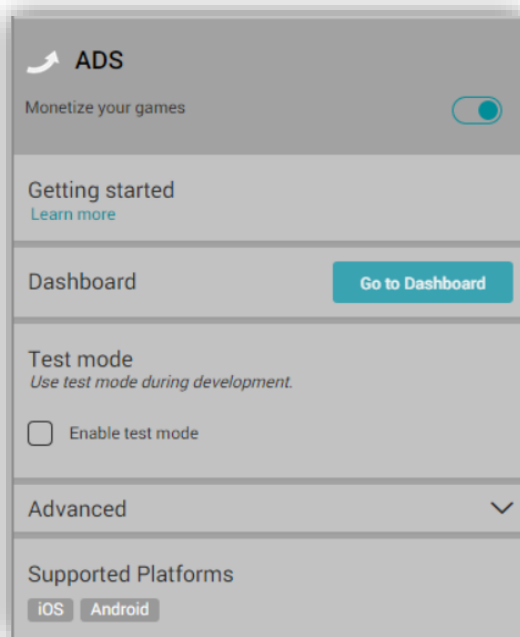 ADS
Monetize your games
Getting started
Learn more
Dashboard
Go to Dashboard
Test mode
Use test mode during development.
Enable test mode
Advanced
Supported Platforms
iOS Android